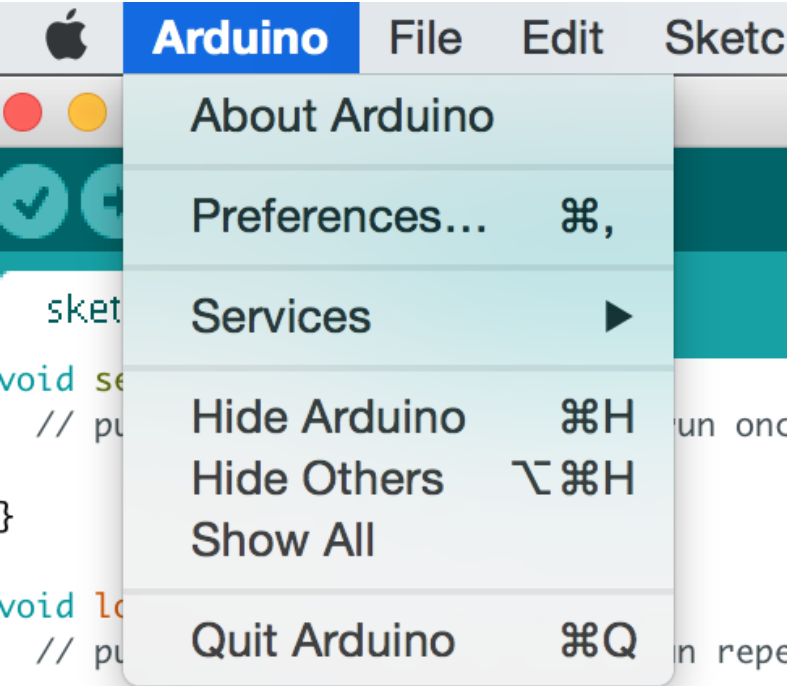 Arduino File Edit Sketc
About Arduino
Preferences... ⌘,
sket
Services ▶
void se
Hide Arduino ⌘H
// pu run onc
Hide Others ⌥⌘H
}
Show All
void lo
Quit Arduino ⌘Q
// pu n repe